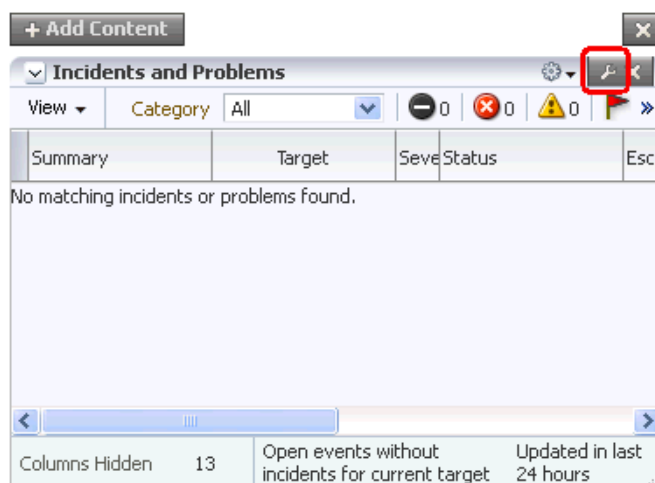 + Add Content
Incidents and Problems
View Category All 0 0 0
Summary Target Seve Status Esc
No matching incidents or problems found.
Columns Hidden 13 Open events without incidents for current target Updated in last 24 hours